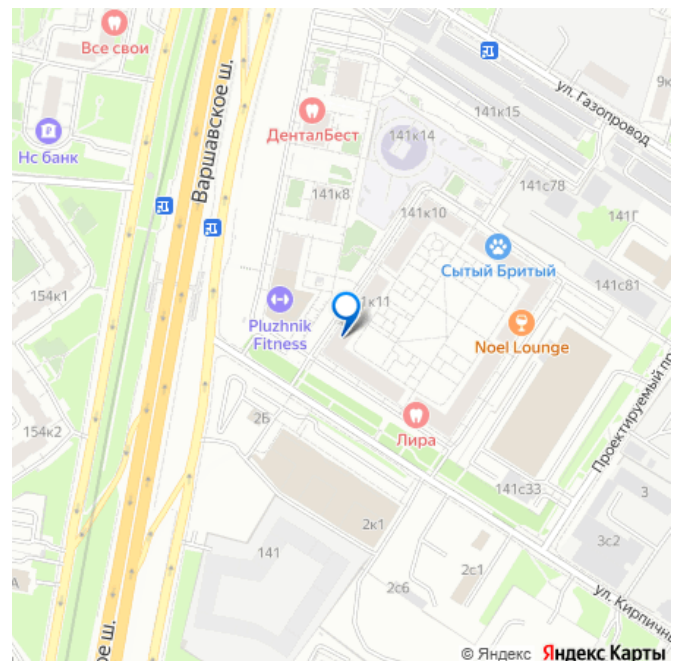 Все свои
Нс банк
Варшавское ш.
ДенталБест
141к8
141к14
141к15
ул. Газопровод
9к
141с78
141Г
141к10
Сытый Бритый
141с81
154к1
Pluzhnik
Fitness
1к11
Noel Lounge
Проектируемый пр
Лира
2Б
154к2
141с33
3
2к1
141
3с2
2с1
2с6
А
ое ш.
ул. Кирпичны
© Яндекс Яндекс Карты